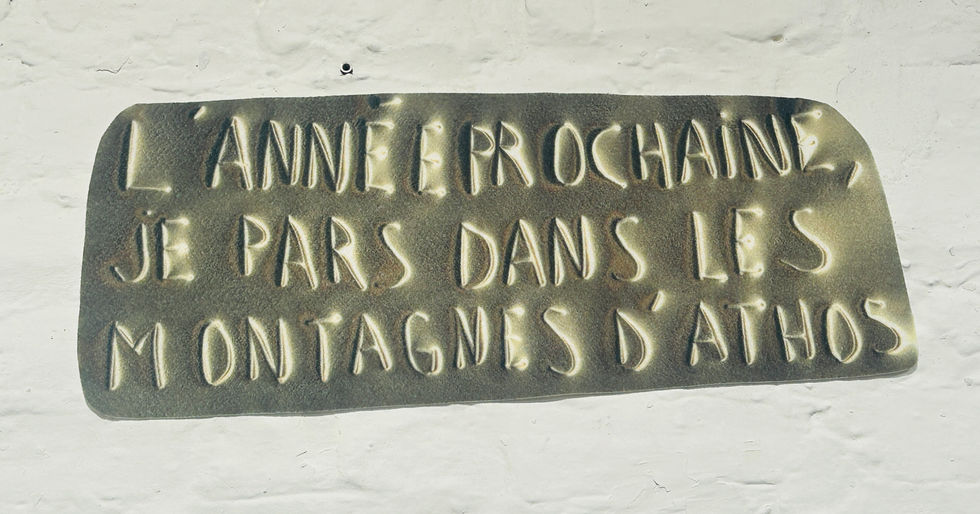 L'ANNÉE PROCHAINE,
JE PARS DANS LES
MONTAGNES D'ATHOS